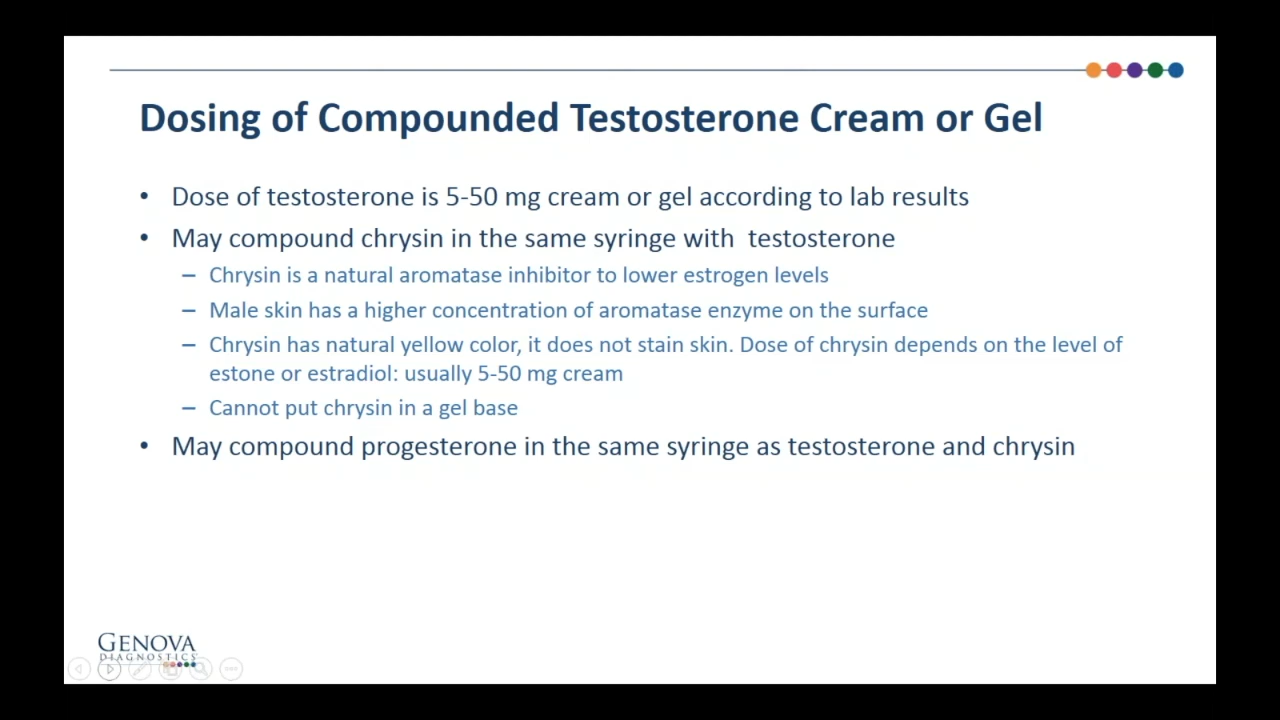 Dosing of Compounded Testosterone Cream or Gel
• Dose of testosterone is 5-50 mg cream or gel according to lab results
• May compound chrysin in the same syringe with testosterone
– Chrysin is a natural aromatase inhibitor to lower estrogen levels
– Male skin has a higher concentration of aromatase enzyme on the surface
– Chrysin has natural yellow color, it does not stain skin. Dose of chrysin depends on the level of
estone or estradiol: usually 5-50 mg cream
– Cannot put chrysin in a gel base
• May compound progesterone in the same syringe as testosterone and chrysin
GENOVA
DIAGNOSTICS